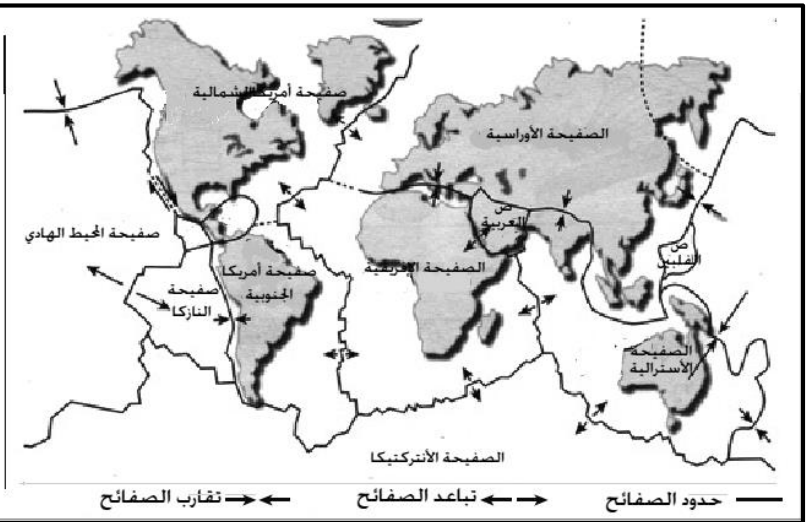 صفيحة أمريكا الشمالية
الصفيحة الأوراسية
ص
العربية
صفيحة المحيط الهادي
ص
الفلبين
الصفيحة الإفريقية
صفيحة أمريكا
الجنوبية
صفيحة
النازكا
الصفيحة
الأسترالية
الصفيحة الأنتركتيكا
حدود الصفائح
تباعد الصفائح
تقارب الصفائح